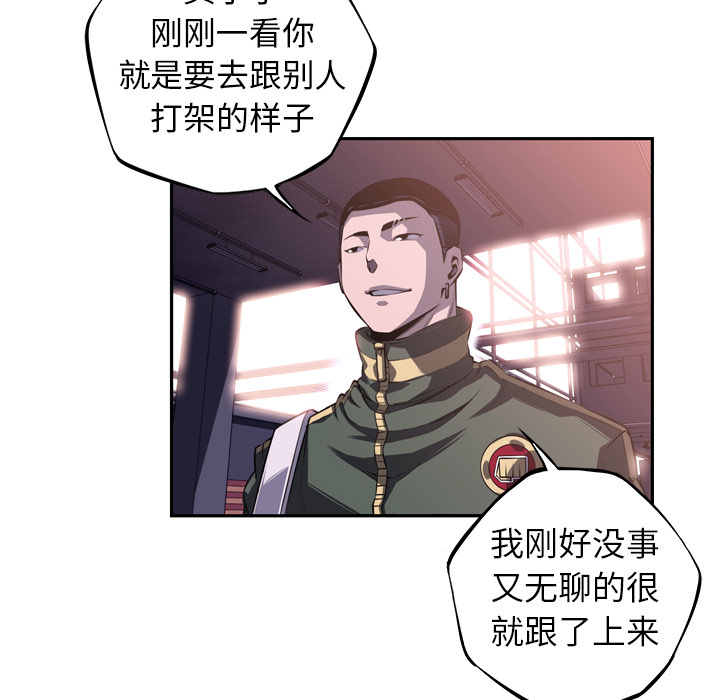 刚刚一看你
就是要去跟别人
打架的样子
我刚好没事
又无聊的很
就跟了上来